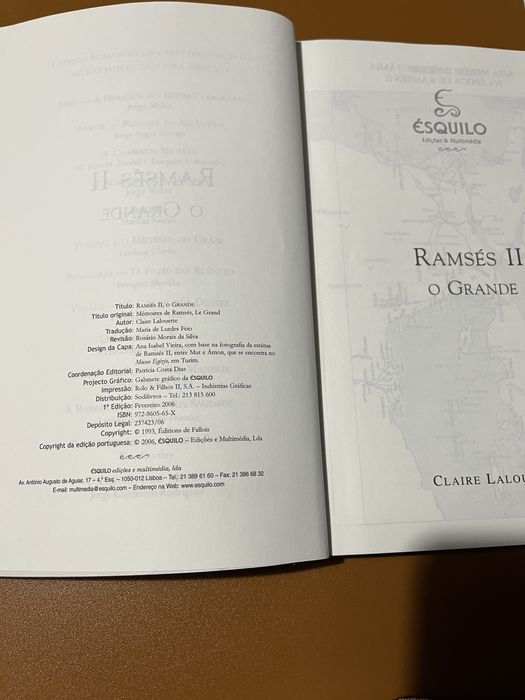 Título: RAMSÉS II, O GRANDE
Título original: Mémoires de Ramsès, Le Grand
Autor: Claire Lalouette
Tradução: Maria de Lurdes Feio
Revisão: Rosário Morais da Silva
Design da Capa: Ana Isabel Vieira, com base na fotografia da estátua
de Ramsés II, entre Mut e Amon, que se encontra no
Museo Egizio, em Turim.
Coordenação Editorial: Patrícia Costa Dias
Projecto Gráfico: Gabinete gráfico da ÉSQUILO
Impressão: Rolo & Filhos II, S.A. – Indústrias Gráficas
Distribuição: Sodilivros – Tel.: 213 815 600
1ª Edição: Fevereiro 2006
ISBN: 972-8605-65-X
Depósito Legal: 237423/06
Copyright: © 1993, Éditions de Fallois
Copyright da edição portuguesa: © 2006, ÉSQUILO – Edições e Multimédia, Lda
ÉSQUILO edições e multimédia, lda
Av. António Augusto de Aguiar, 17 – 4.º Esq. – 1050-012 Lisboa – Tel.: 21 389 61 60 – Fax: 21 386 68 32
E-mail: multimedia@esquilo.com – Endereço na Web: www.esquilo.com
ÉSQUILO
Edições & Multimédia
RAMSÉS II
O GRANDE
CLAIRE LALOU